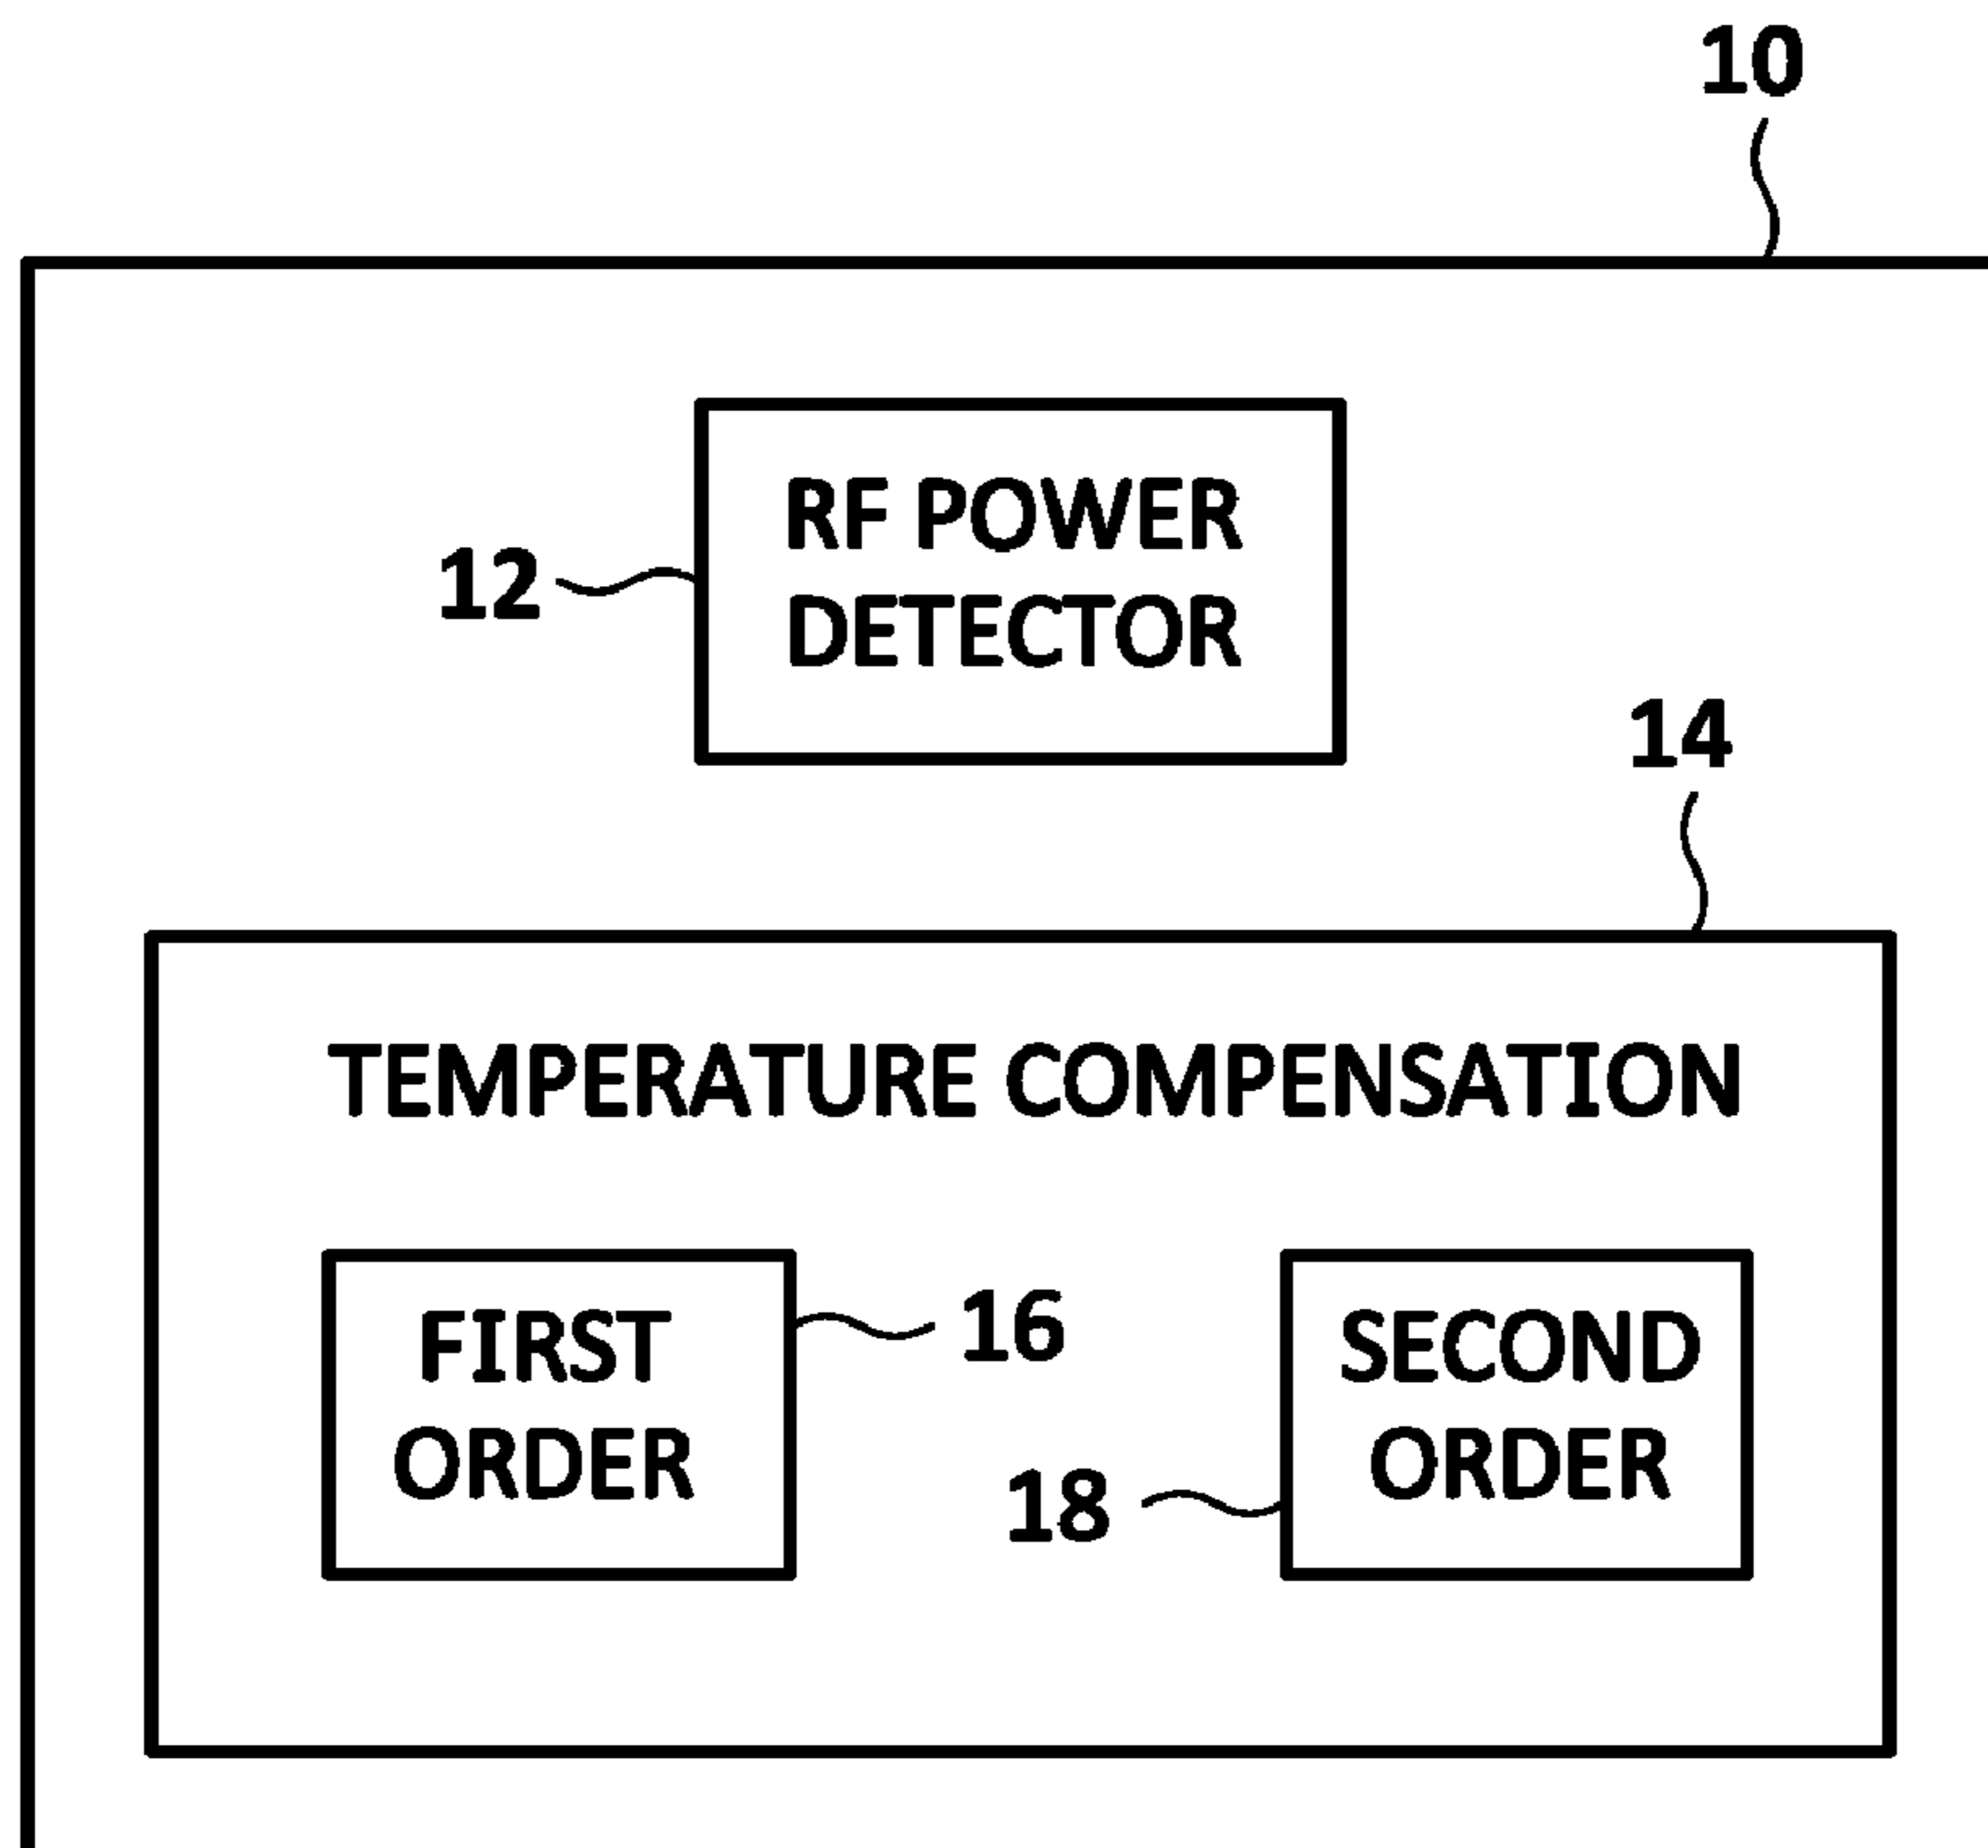 10
RF POWER
DETECTOR
12
14
TEMPERATURE COMPENSATION
FIRST
ORDER
16
SECOND
ORDER
18